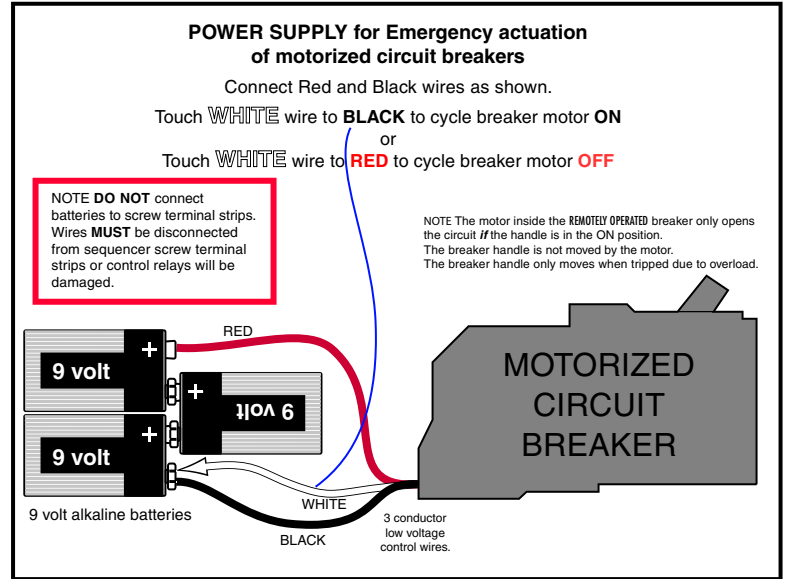 POWER SUPPLY for Emergency actuation
of motorized circuit breakers
Connect Red and Black wires as shown.
Touch WHITE wire to BLACK to cycle breaker motor ON
or
Touch WHITE wire to RED to cycle breaker motor OFF
NOTE DO NOT connect
batteries to screw terminal strips.
Wires MUST be disconnected
from sequencer screw terminal
strips or control relays will be
damaged.
NOTE The motor inside the REMOTELY OPERATED breaker only opens
the circuit if the handle is in the ON position.
The breaker handle is not moved by the motor.
The breaker handle only moves when tripped due to overload.
RED
+
9 volt
+
9 volt
+
9 volt
MOTORIZED
CIRCUIT
BREAKER
WHITE
BLACK
9 volt alkaline batteries
3 conductor
low voltage
control wires.